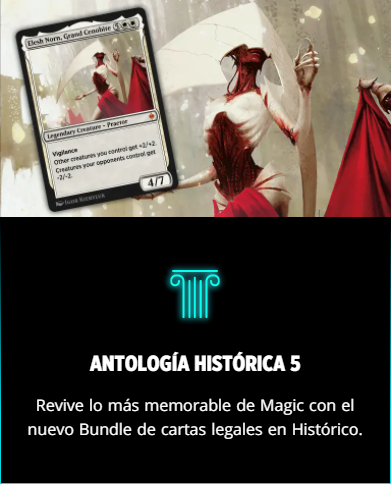 Elesh Norn, Grand Cenobite
Legendary Creature – Praetor
Vigilance
Other creatures you control get +2/+2.
Creatures your opponents control get
-2/-2.
4/7
ANTOLOGÍA HISTÓRICA 5
Revive lo más memorable de Magic con el
nuevo Bundle de cartas legales en Histórico.